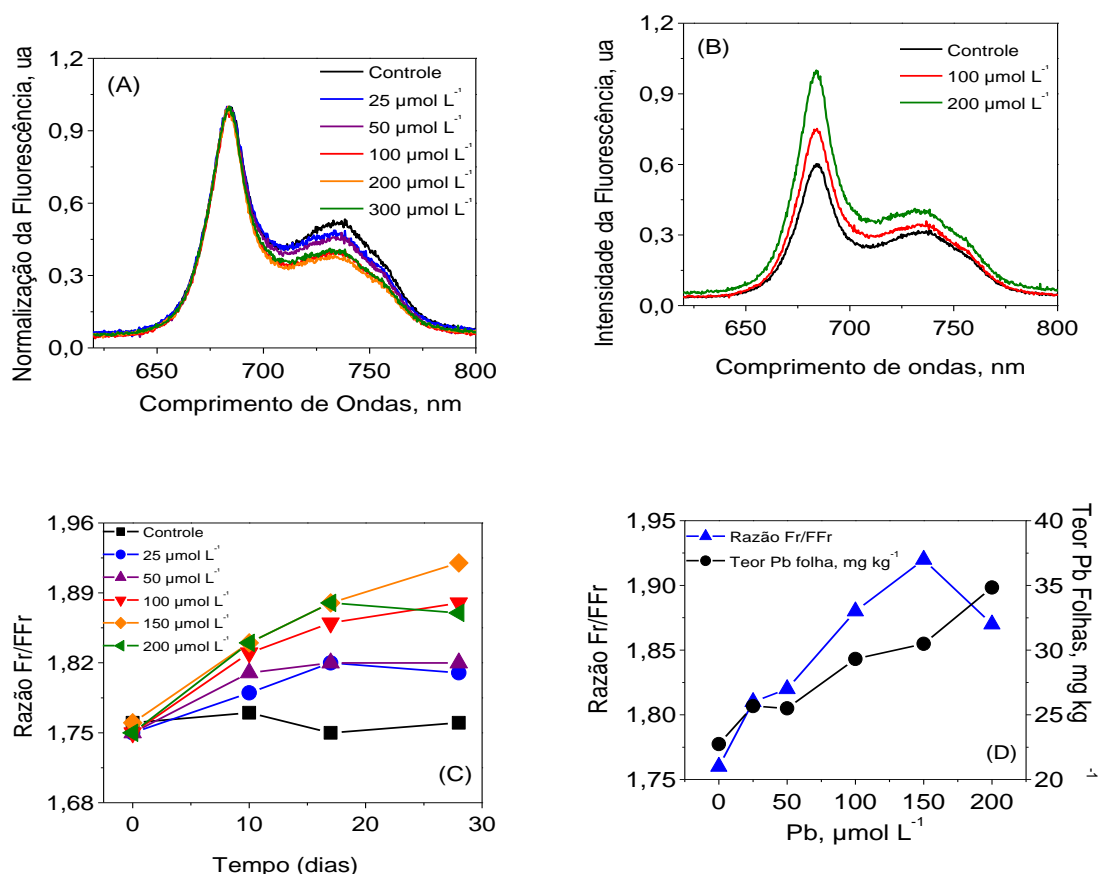 Normalização da Fluorescência, ua
1,2
0,9
0,6
0,3
0,0
(A)
Controle
25 µmol L⁻¹
50 µmol L⁻¹
100 µmol L⁻¹
200 µmol L⁻¹
300 µmol L⁻¹
650 700 750 800
Comprimento de Ondas, nm
Intensidade da Fluorescência, ua
1,2
0,9
0,6
0,3
0,0
(B)
Controle
100 µmol L⁻¹
200 µmol L⁻¹
650 700 750 800
Comprimento de ondas, nm
Razão Fr/FFr
1,96
1,89
1,82
1,75
1,68
Controle
25 µmol L⁻¹
50 µmol L⁻¹
100 µmol L⁻¹
150 µmol L⁻¹
200 µmol L⁻¹
(C)
0 10 20 30
Tempo (dias)
Razão Fr/FFr
1,95
1,90
1,85
1,80
1,75
Razão Fr/FFr
Teor Pb folha, mg kg⁻¹
(D)
40
35
30
25
20
Teor Pb Folhas, mg kg⁻¹
0 50 100 150 200
Pb, µmol L⁻¹